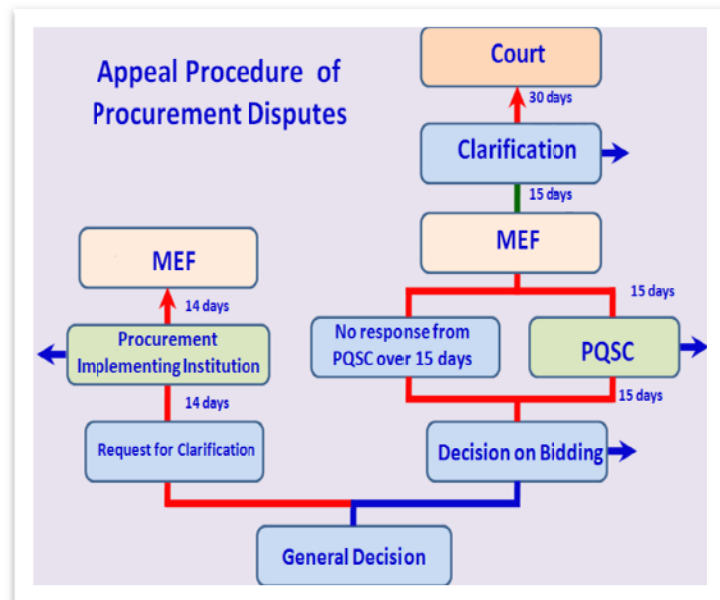 Appeal Procedure of
Procurement Disputes
Court
30 days
Clarification
15 days
MEF
15 days
No response from
PQSC over 15 days
PQSC
15 days
Decision on Bidding
MEF
14 days
Procurement
Implementing Institution
14 days
Request for Clarification
General Decision